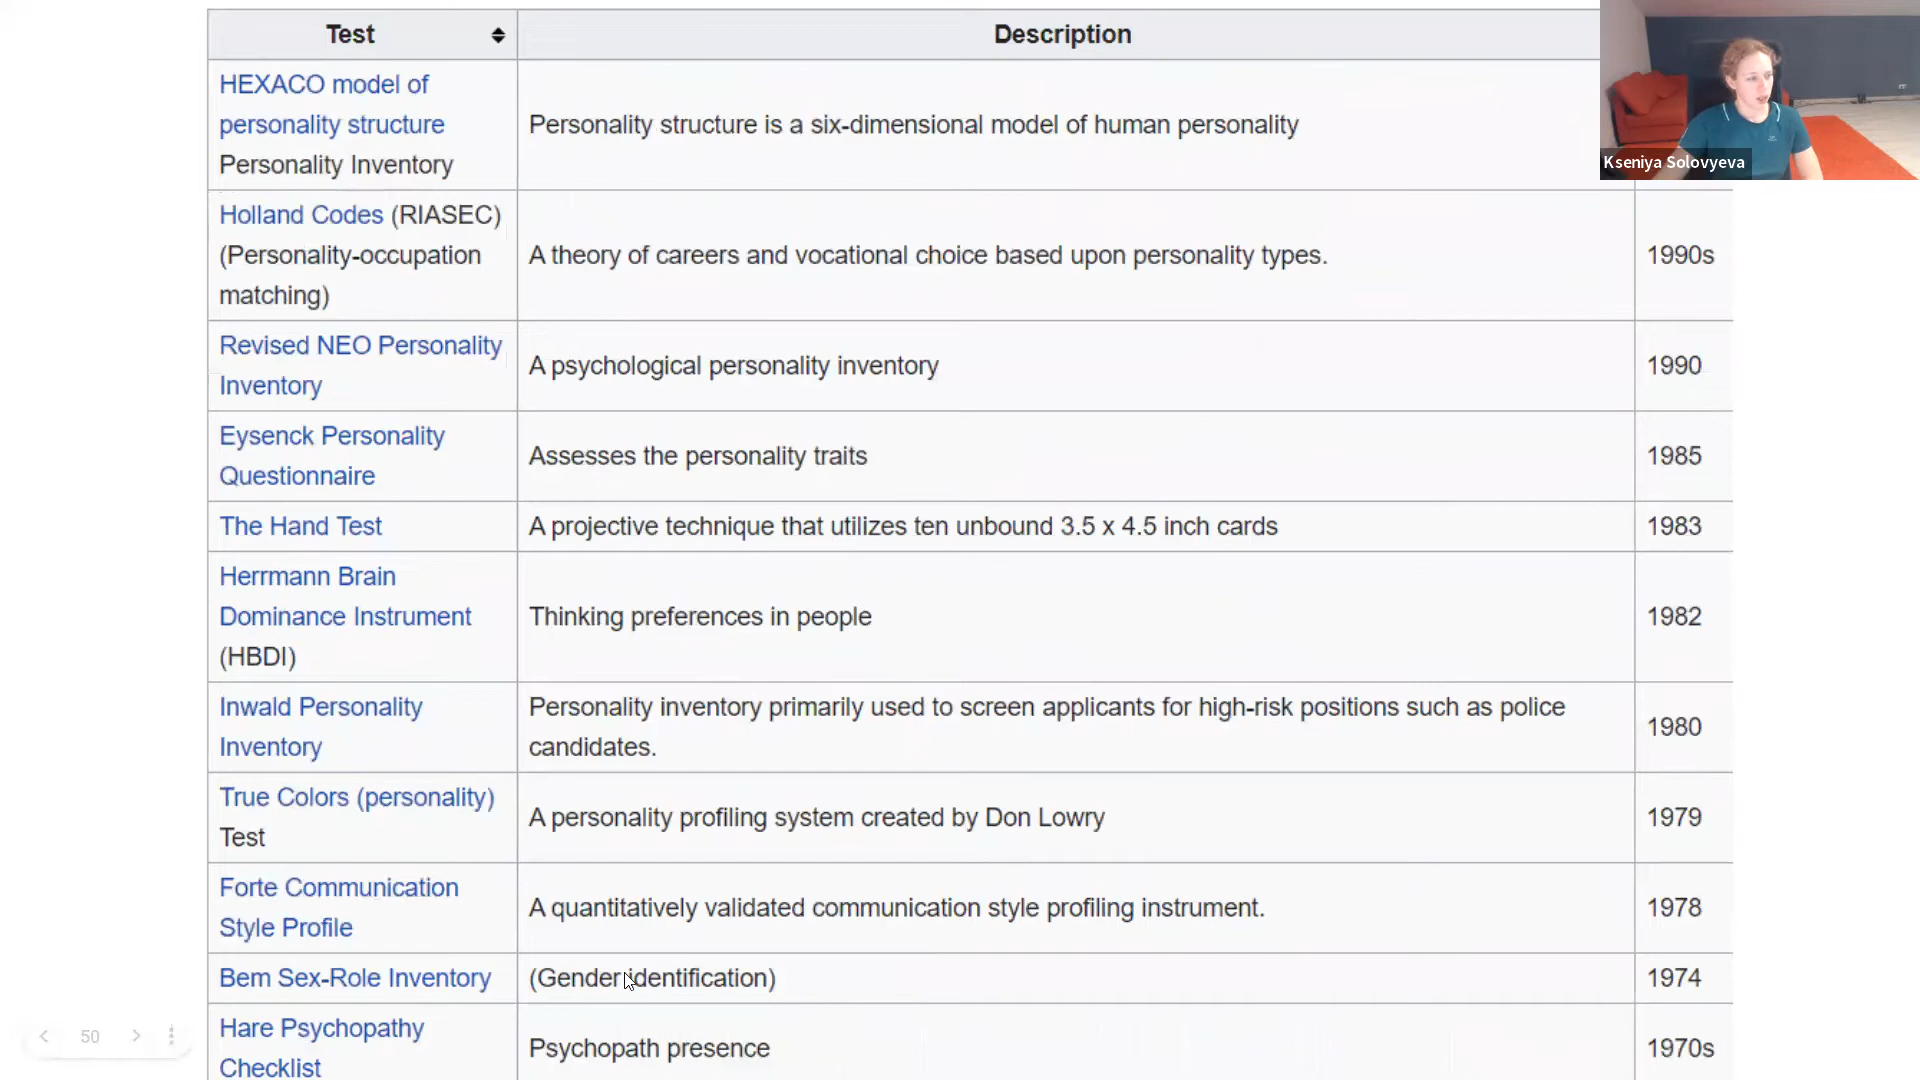 Test
Description
HEXACO model of
personality structure
Personality Inventory
Personality structure is a six-dimensional model of human personality
Holland Codes (RIASEC)
(Personality-occupation
matching)
A theory of careers and vocational choice based upon personality types.
1990s
Revised NEO Personality
Inventory
A psychological personality inventory
1990
Eysenck Personality
Questionnaire
Assesses the personality traits
1985
The Hand Test
A projective technique that utilizes ten unbound 3.5 x 4.5 inch cards
1983
Herrmann Brain
Dominance Instrument
(HBDI)
Thinking preferences in people
1982
Inwald Personality
Inventory
Personality inventory primarily used to screen applicants for high-risk positions such as police
candidates.
1980
True Colors (personality)
Test
A personality profiling system created by Don Lowry
1979
Forte Communication
Style Profile
A quantitatively validated communication style profiling instrument.
1978
Bem Sex-Role Inventory
(Gender identification)
1974
Hare Psychopathy
Checklist
Psychopath presence
1970s
50
Kseniya Solovyeva